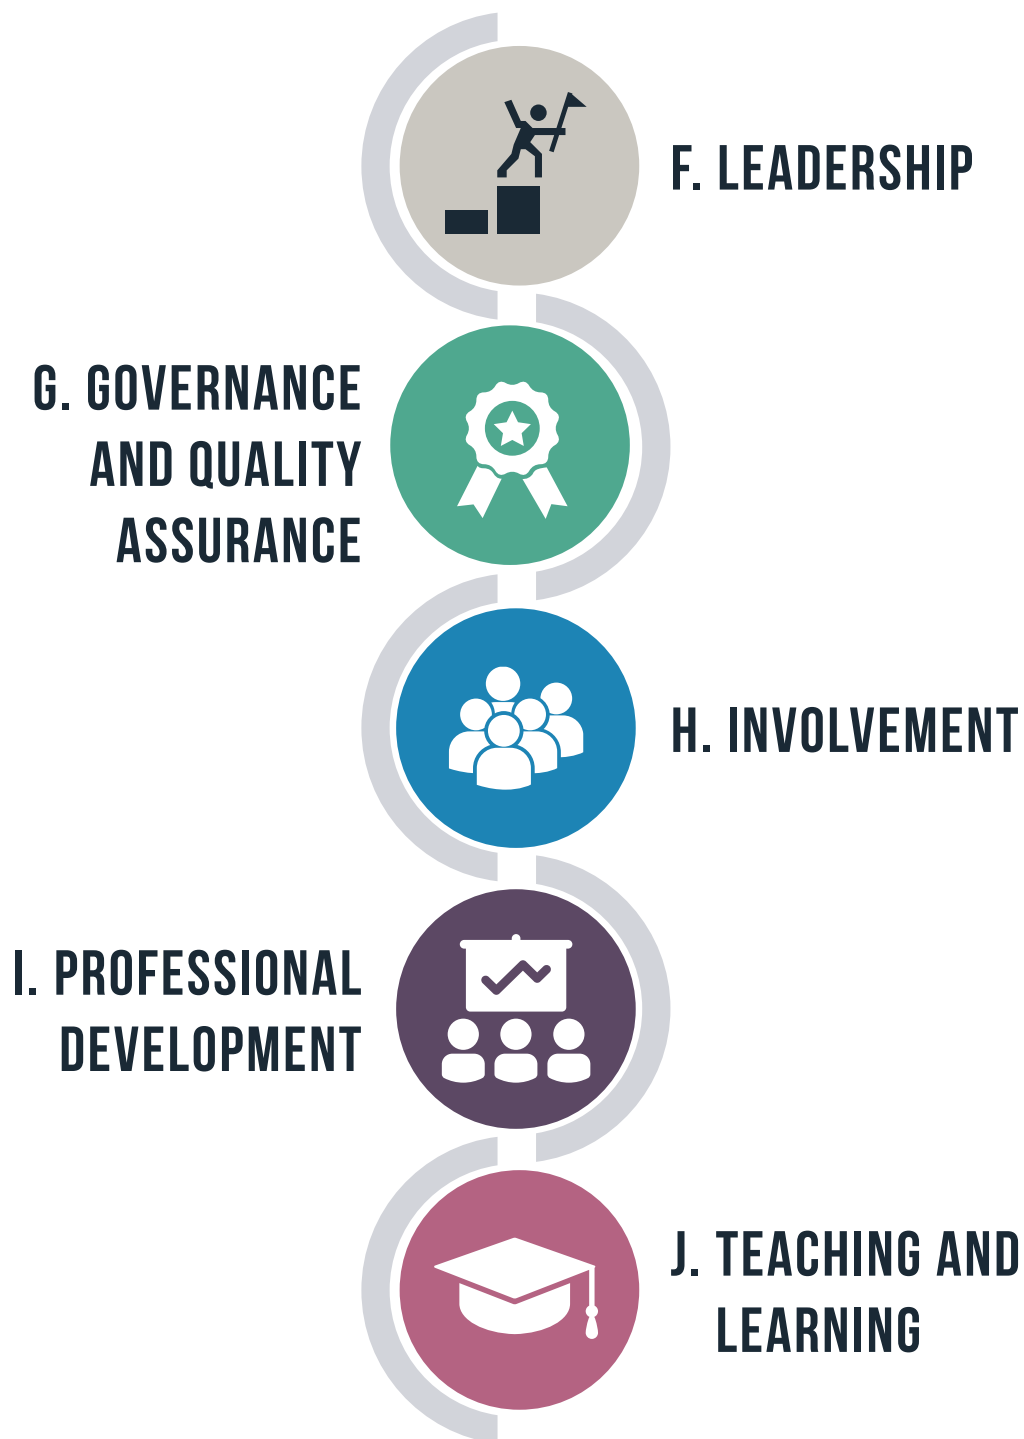 F. LEADERSHIP
G. GOVERNANCE
AND QUALITY
ASSURANCE
H. INVOLVEMENT
I. PROFESSIONAL
DEVELOPMENT
J. TEACHING AND
LEARNING